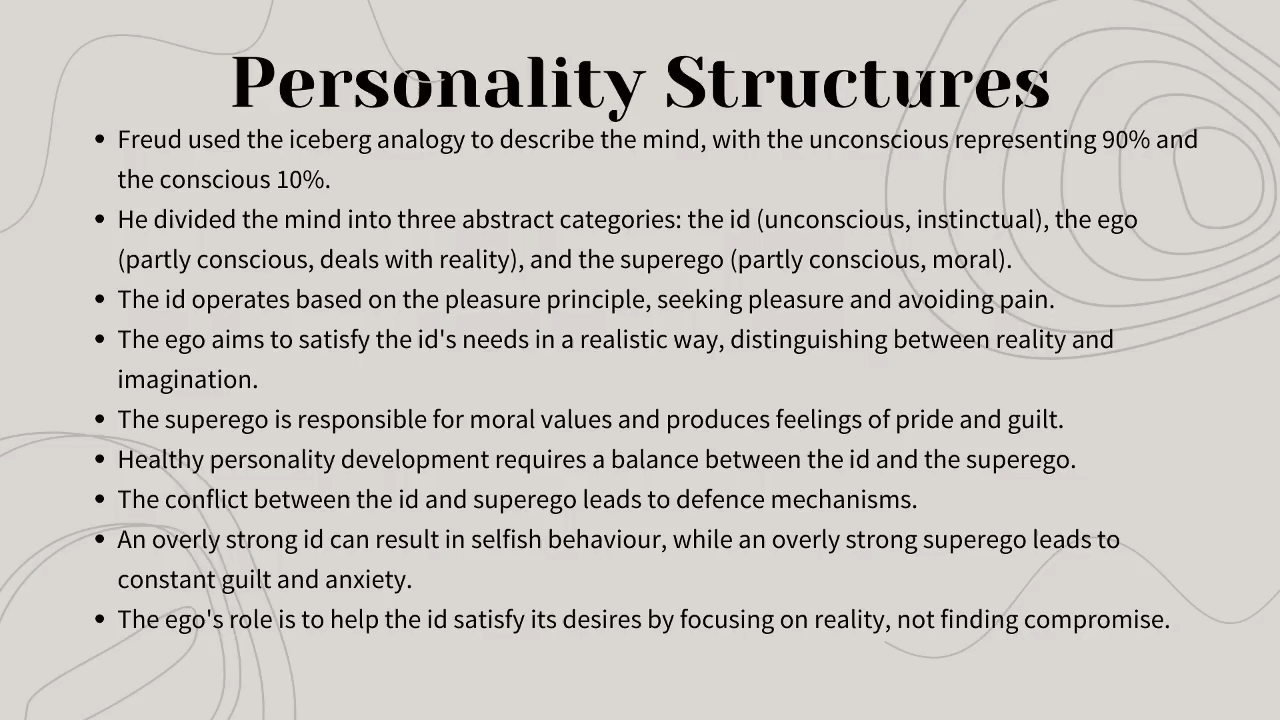 Personality Structures
• Freud used the iceberg analogy to describe the mind, with the unconscious representing 90% and
the conscious 10%.
• He divided the mind into three abstract categories: the id (unconscious, instinctual), the ego
(partly conscious, deals with reality), and the superego (partly conscious, moral).
• The id operates based on the pleasure principle, seeking pleasure and avoiding pain.
• The ego aims to satisfy the id's needs in a realistic way, distinguishing between reality and
imagination.
• The superego is responsible for moral values and produces feelings of pride and guilt.
• Healthy personality development requires a balance between the id and the superego.
• The conflict between the id and superego leads to defence mechanisms.
• An overly strong id can result in selfish behaviour, while an overly strong superego leads to
constant guilt and anxiety.
• The ego's role is to help the id satisfy its desires by focusing on reality, not finding compromise.